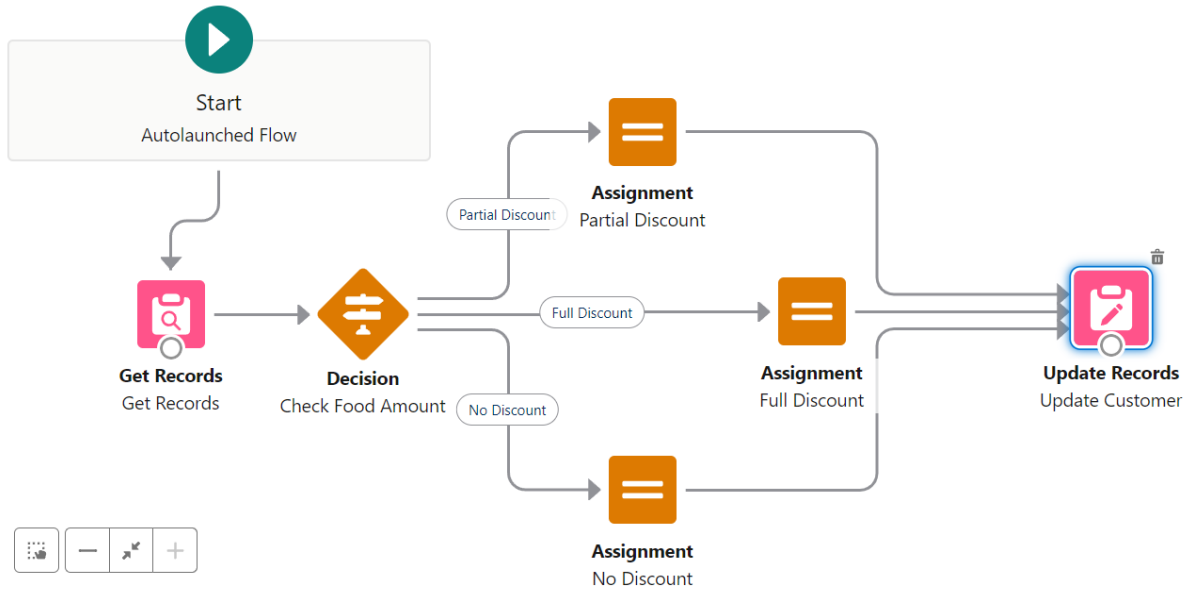 Start
Autolaunched Flow
Assignment
Partial Discount
Partial Discount
Full Discount
Get Records
Get Records
Decision
Check Food Amount
Assignment
Full Discount
Update Records
Update Customer
No Discount
Assignment
No Discount